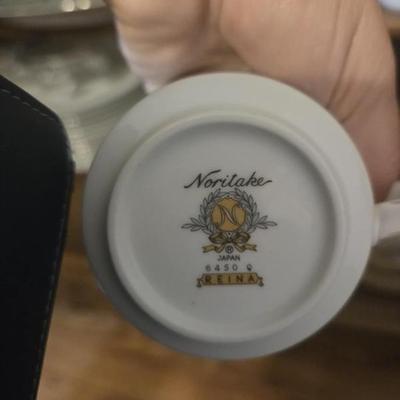 Noritake
N
®
JAPAN
6450 Q
REINA